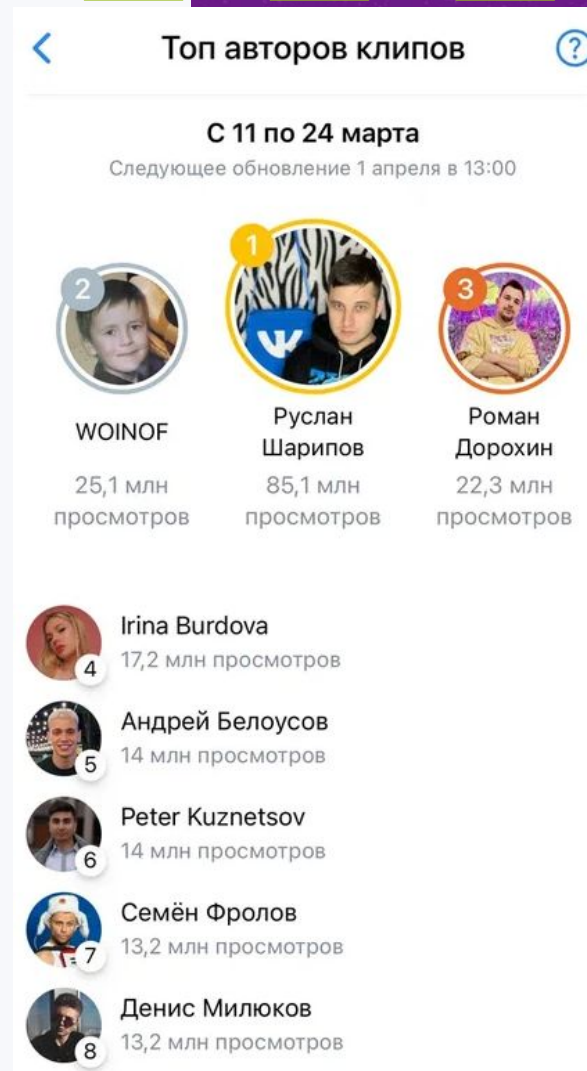 Топ авторов клипов
?
С 11 по 24 марта
Следующее обновление 1 апреля в 13:00
2
WOINOF
25,1 млн
просмотров
1
Руслан
Шарипов
85,1 млн
просмотров
3
Роман
Дорохин
22,3 млн
просмотров
4
Irina Burdova
17,2 млн просмотров
5
Андрей Белоусов
14 млн просмотров
6
Peter Kuznetsov
14 млн просмотров
7
Семён Фролов
13,2 млн просмотров
8
Денис Милюков
13,2 млн просмотров